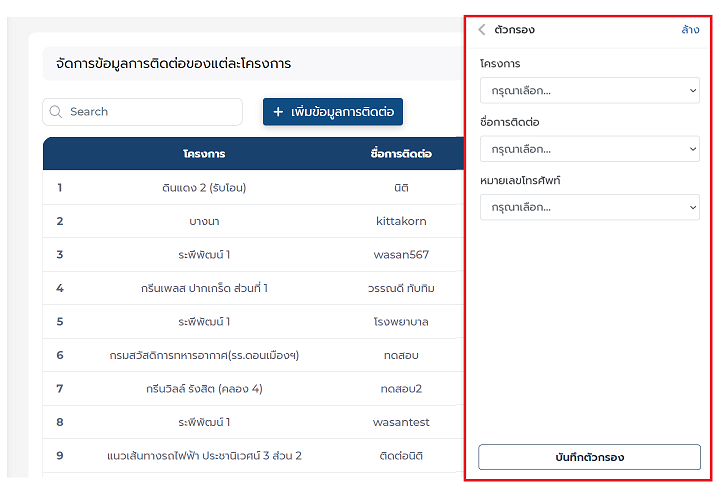 จัดการข้อมูลการติดต่อของแต่ละโครงการ
Search
+ เพิ่มข้อมูลการติดต่อ
โครงการ ชื่อการติดต่อ
1 ดินแดง 2 (รับโอน) นิติ
2 บางนา kittakorn
3 ระพีพัฒน์ 1 wasan567
4 กรีนเพลส ปากเกร็ด ส่วนที่ 1 วรรณดี ทับทิม
5 ระพีพัฒน์ 1 โรงพยาบาล
6 กรมสวัสดิการทหารอากาศ(รร.ดอนเมืองฯ) ทดสอบ
7 กรีนวิลล์ รังสิต (คลอง 4) ทดสอบ2
8 ระพีพัฒน์ 1 wasantest
9 แนวเส้นทางรถไฟฟ้า ประชานิเวศน์ 3 ส่วน 2 ติดต่อนิติ
ตัวกรอง ล้าง
โครงการ
กรุณาเลือก...
ชื่อการติดต่อ
กรุณาเลือก...
หมายเลขโทรศัพท์
กรุณาเลือก...
บันทึกตัวกรอง